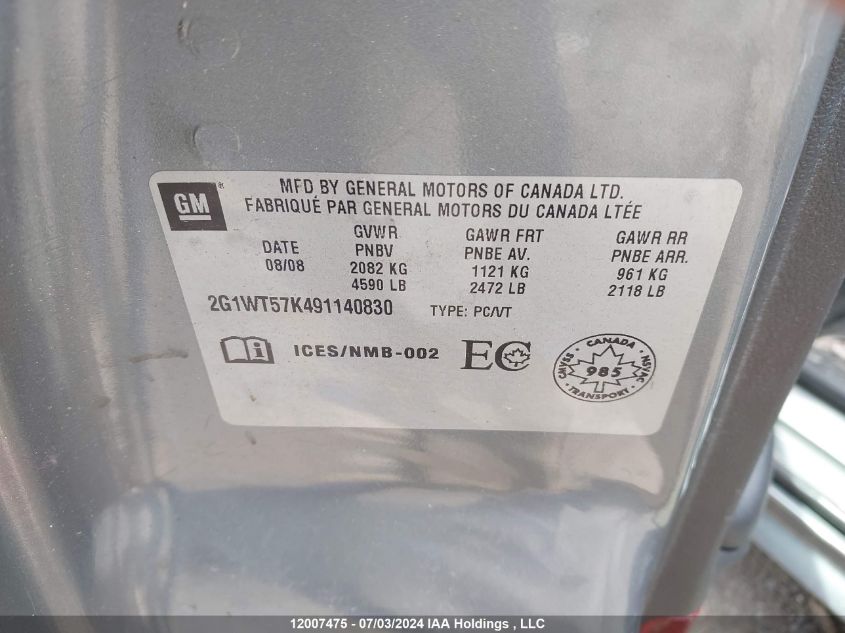 GM®
MFD BY GENERAL MOTORS OF CANADA LTD.
FABRIQUÉ PAR GENERAL MOTORS DU CANADA LTÉE
DATE GVWR GAWR FRT GAWR RR
PNBV PNBE AV. PNBE ARR.
08/08 2082 KG 1121 KG 961 KG
4590 LB 2472 LB 2118 LB
2G1WT57K491140830 TYPE: PC/VT
i ICES/NMB-002 EC
CANADA
CMVSS NSVAC
985
TRANSPORT
12007475 - 07/03/2024 IAA Holdings , LLC